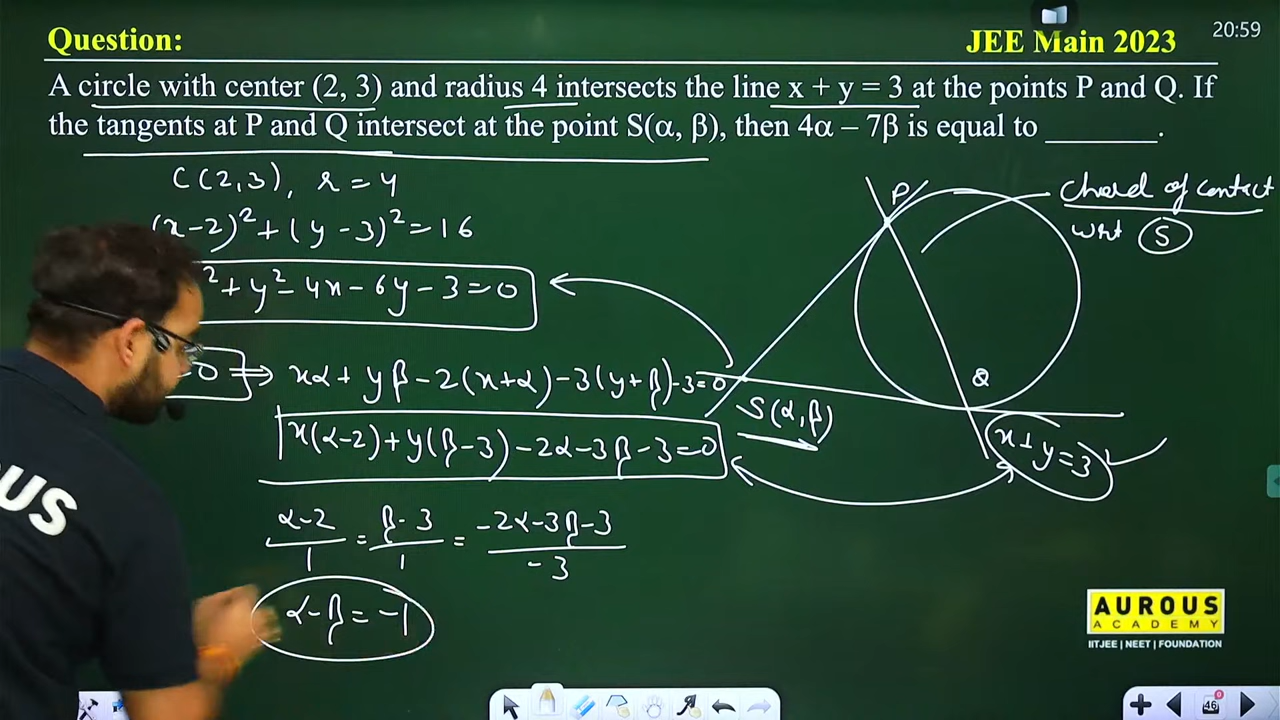 20:59
Question:
JEE Main 2023
A circle with center (2, 3) and radius 4 intersects the line x + y = 3 at the points P and Q. If
the tangents at P and Q intersect at the point S(α, β), then 4α – 7β is equal to ________.
C(2,3), r = 4
(x-2)²+(y-3)²=16
²+y²-4x-6y-3=0
=0 ⇒ xα+yβ-2(x+α)-3(y+β)-3=0
x(α-2)+y(β-3)-2α-3β-3=0
α-2/1 = β-3/1 = -2α-3β-3/-3
α-β=-1
P
Chord of contact
wrt S
Q
S(α,β)
x+y=3
US
AUROUS
ACADEMY
IITJEE | NEET | FOUNDATION
46